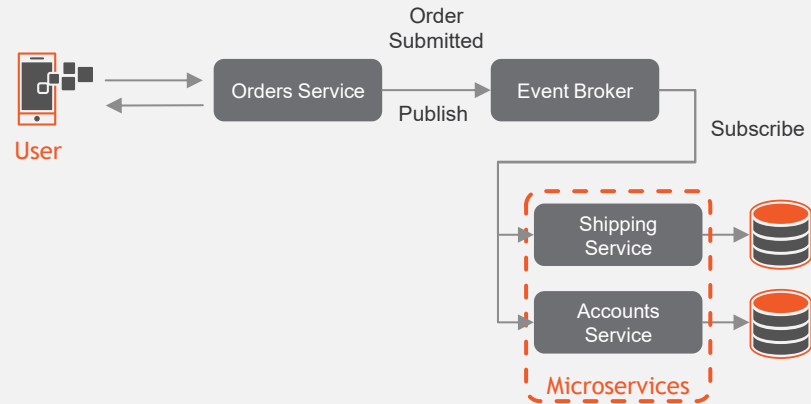 Order
Submitted
Orders Service
Event Broker
Publish
User
Subscribe
Shipping
Service
Accounts
Service
Microservices